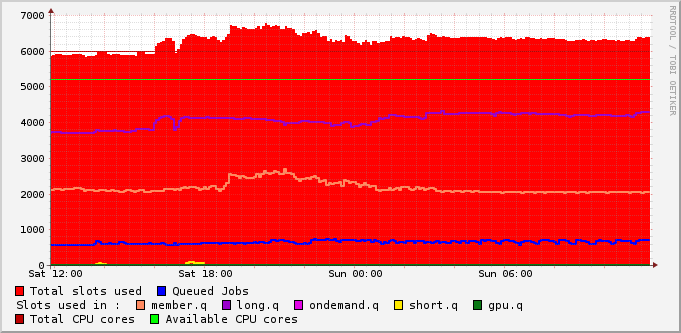 RRDTOOL / TOBI OETIKER
7000
6000
5000
4000
3000
2000
1000
0
Sat 12:00 Sat 18:00 Sun 00:00 Sun 06:00
Total slots used Queued Jobs
Slots used in : member.q long.q ondemand.q short.q gpu.q
Total CPU cores Available CPU cores